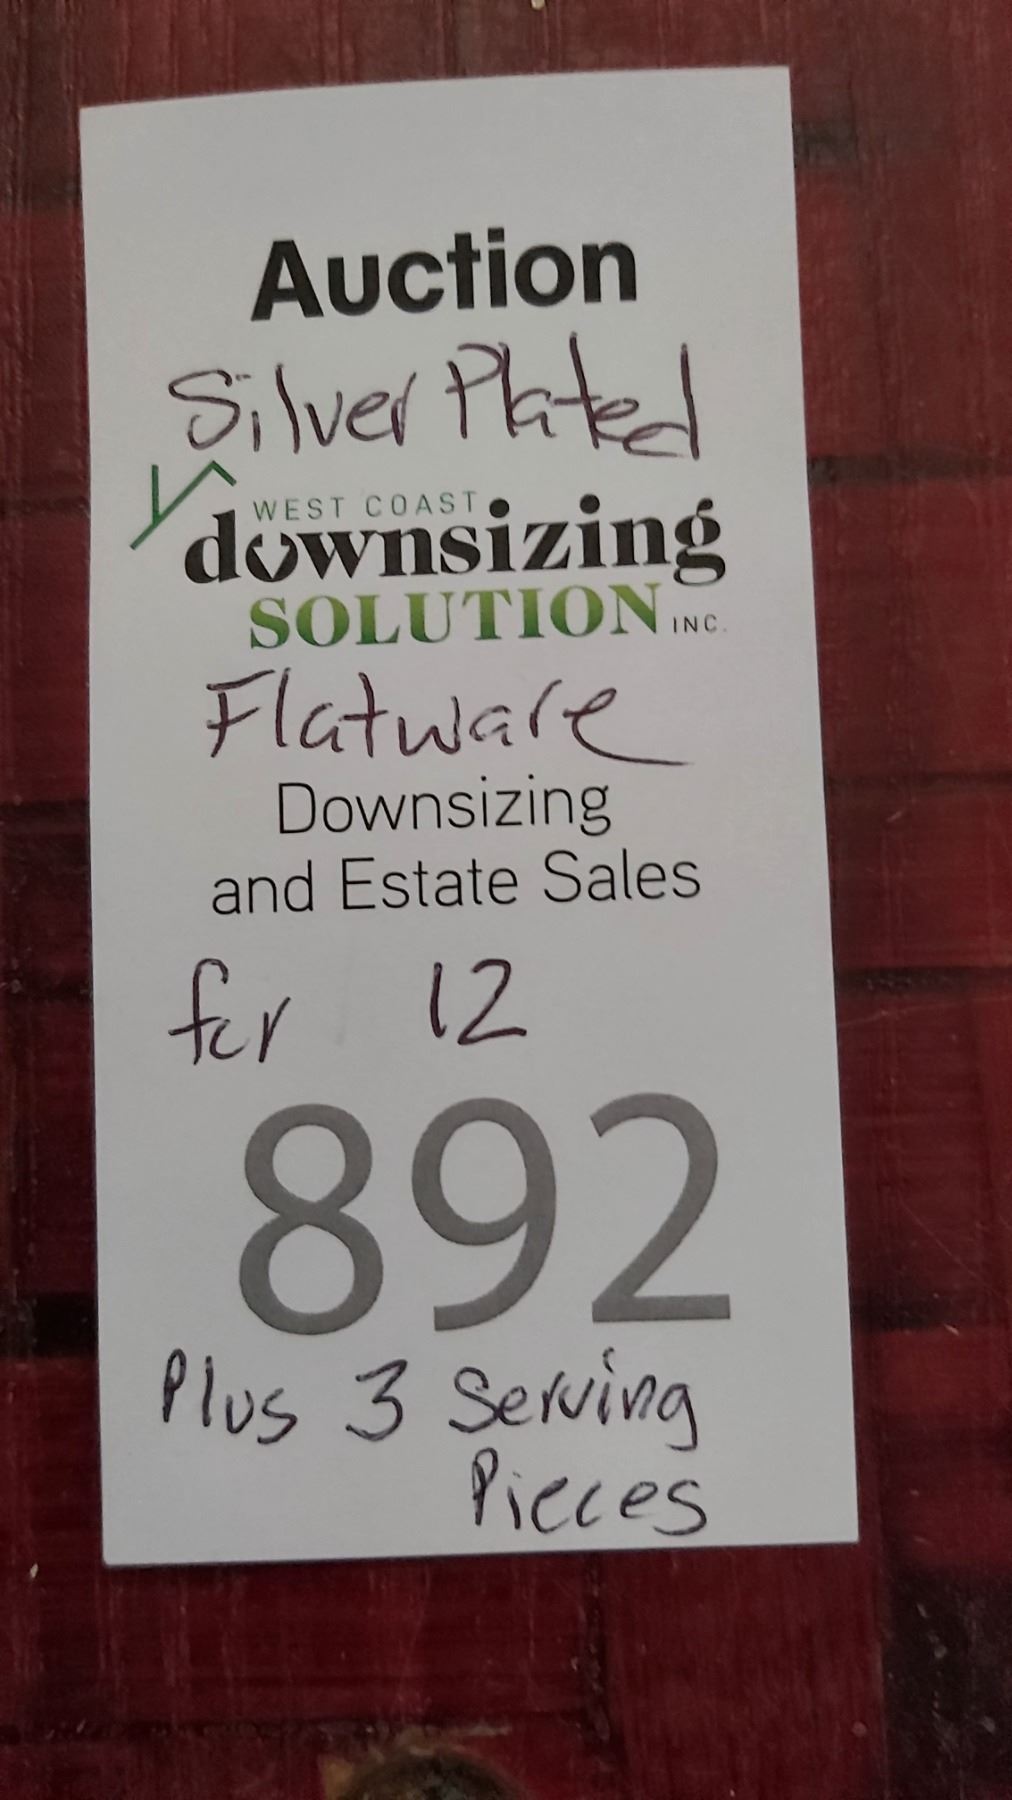 Auction
Silver Plated
WEST COAST
downsizing
SOLUTION INC.
Flatware
Downsizing
and Estate Sales
for 12
892
Plus 3 Serving
Pieces